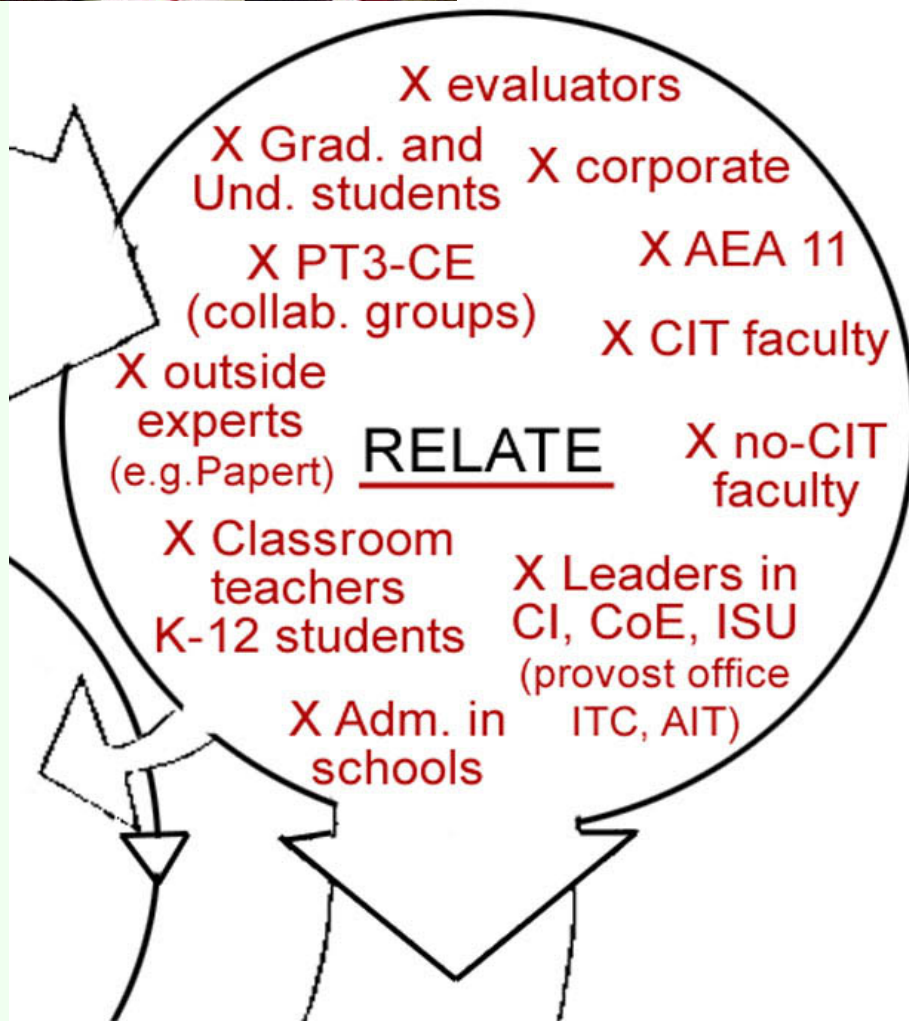 X evaluators
X Grad. and
Und. students
X corporate
X AEA 11
X PT3-CE
(collab. groups)
X CIT faculty
X outside
experts
(e.g.Papert)
RELATE
X no-CIT
faculty
X Classroom
teachers
K-12 students
X Leaders in
CI, CoE, ISU
(provost office
ITC, AIT)
X Adm. in
schools